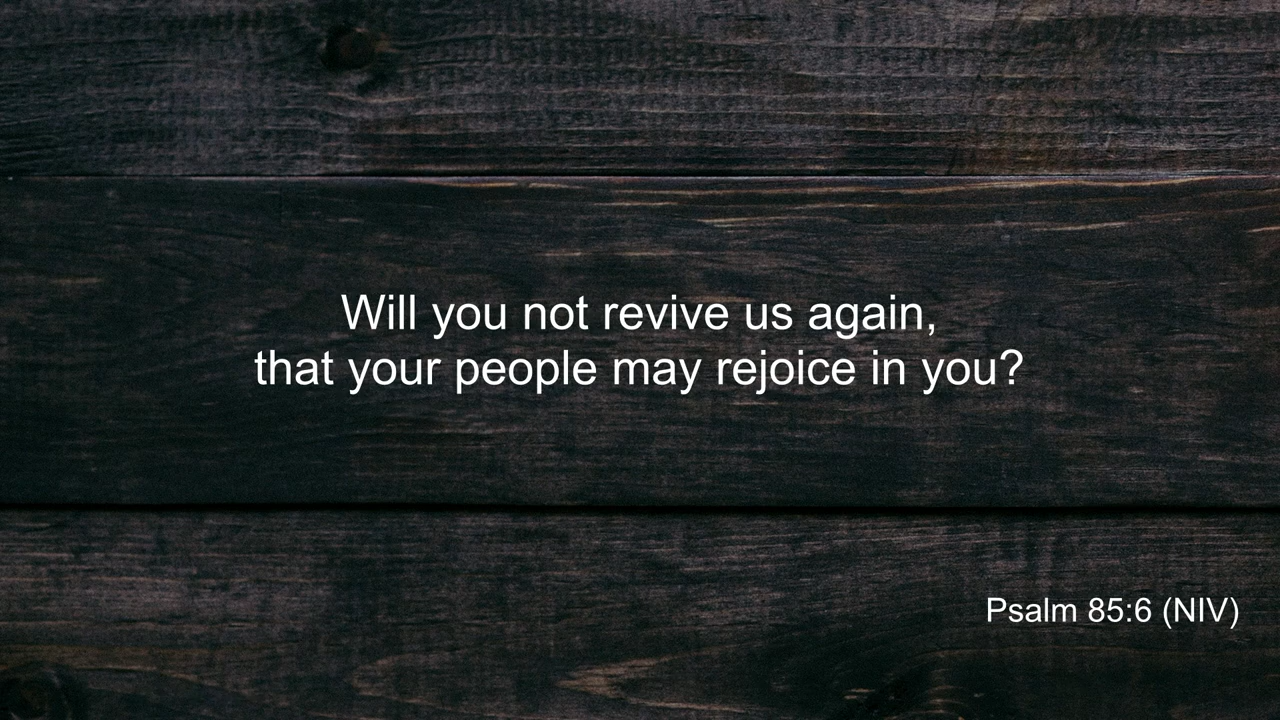 Will you not revive us again,
that your people may rejoice in you?
Psalm 85:6 (NIV)